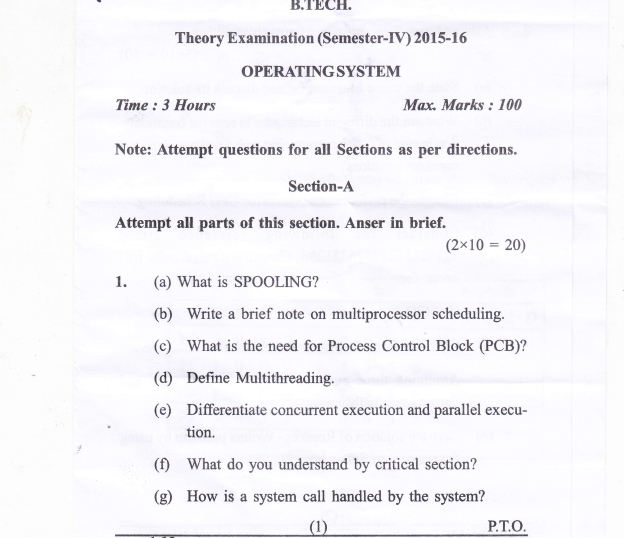 B.TECH.
Theory Examination (Semester-IV) 2015-16
OPERATING SYSTEM
Time : 3 Hours Max. Marks : 100
Note: Attempt questions for all Sections as per directions.
Section-A
Attempt all parts of this section. Anser in brief.
(2×10 = 20)
1. (a) What is SPOOLING?
(b) Write a brief note on multiprocessor scheduling.
(c) What is the need for Process Control Block (PCB)?
(d) Define Multithreading.
(e) Differentiate concurrent execution and parallel execu-
tion.
(f) What do you understand by critical section?
(g) How is a system call handled by the system?
(1) P.T.O.